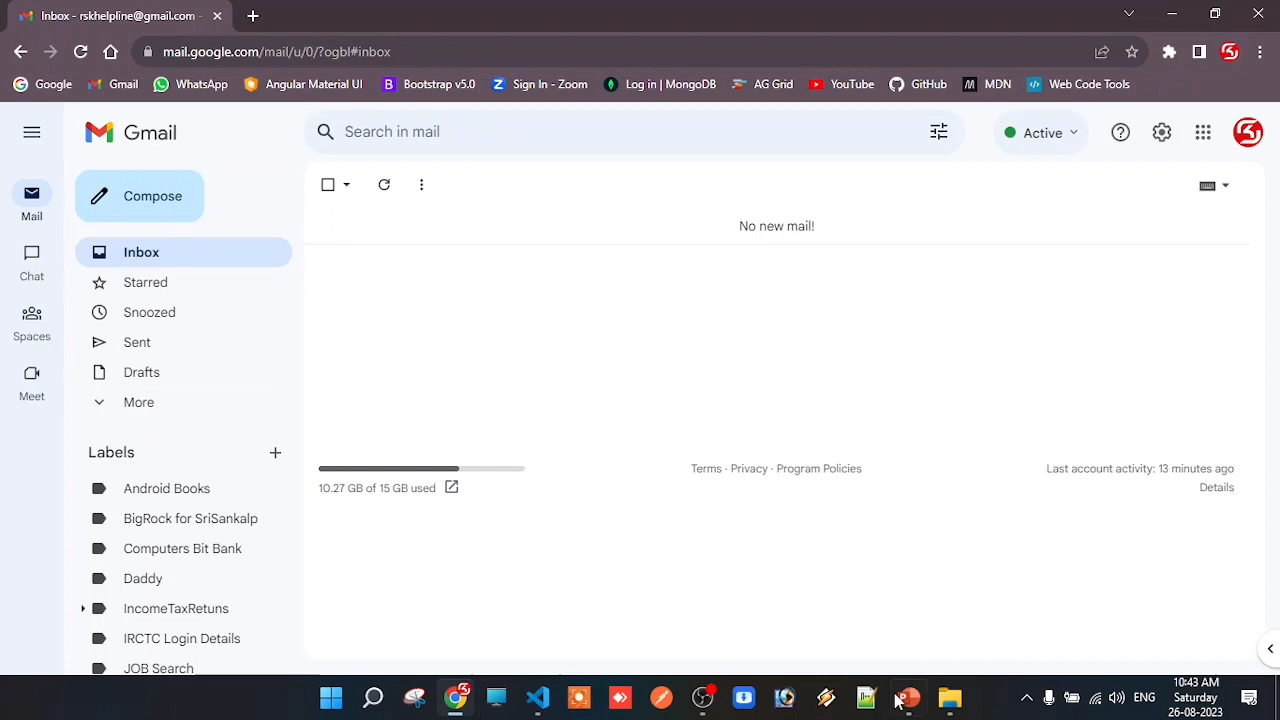 Inbox - rskhelpline@gmail.com -
mail.google.com/mail/u/0/?ogbl#inbox
Google
Gmail
WhatsApp
Angular Material UI
Bootstrap v5.0
Sign In - Zoom
Log in | MongoDB
AG Grid
YouTube
GitHub
MDN
Web Code Tools
Gmail
Search in mail
Active
Compose
Mail
Chat
Spaces
Meet
Inbox
Starred
Snoozed
Sent
Drafts
More
Labels
Android Books
BigRock for SriSankalp
Computers Bit Bank
Daddy
IncomeTaxRetuns
IRCTC Login Details
JOB Search
No new mail!
10.27 GB of 15 GB used
Terms · Privacy · Program Policies
Last account activity: 13 minutes ago
Details
ENG
10:43 AM
Saturday
26-08-2023